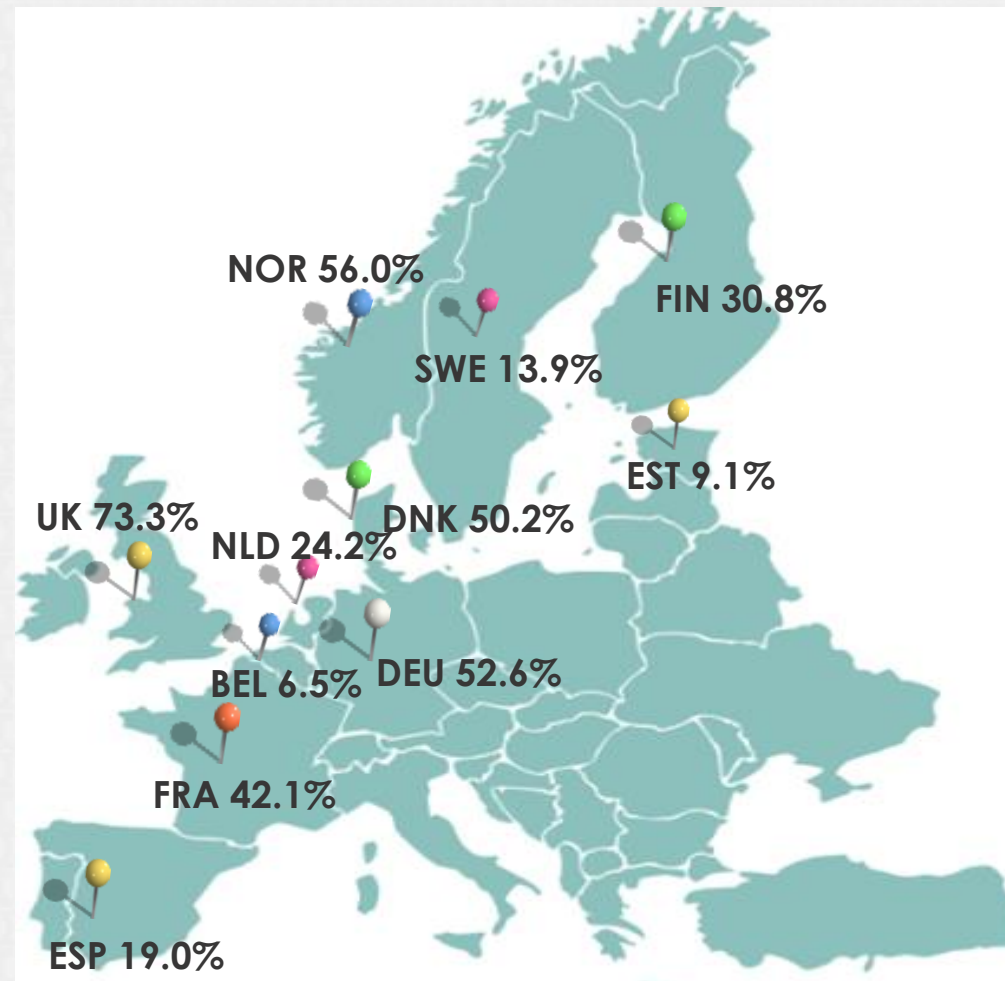 NOR 56.0%
FIN 30.8%
SWE 13.9%
EST 9.1%
UK 73.3%
DNK 50.2%
NLD 24.2%
BEL 6.5%
DEU 52.6%
FRA 42.1%
ESP 19.0%